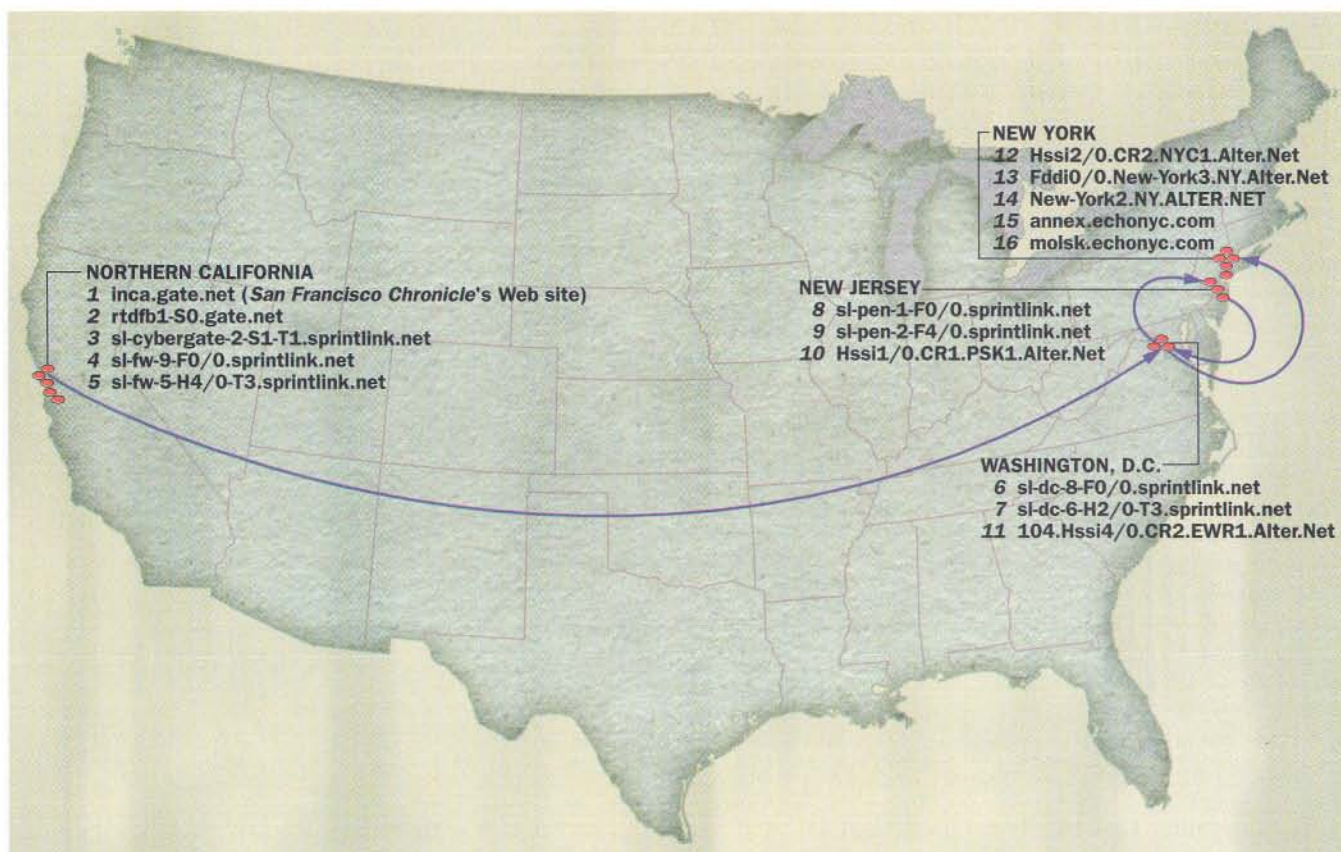 NORTHERN CALIFORNIA
1 inca.gate.net (San Francisco Chronicle's Web site)
2 rtdfb1-S0.gate.net
3 sl-cybergate-2-S1-T1.sprintlink.net
4 sl-fw-9-F0/0.sprintlink.net
5 sl-fw-5-H4/0-T3.sprintlink.net
NEW YORK
12 Hssi2/0.CR2.NYC1.Alter.Net
13 Fddi0/0.New-York3.NY.Alter.Net
14 New-York2.NY.ALTER.NET
15 annex.echonyc.com
16 molsk.echonyc.com
NEW JERSEY
8 sl-pen-1-F0/0.sprintlink.net
9 sl-pen-2-F4/0.sprintlink.net
10 Hssi1/0.CR1.PSK1.Alter.Net
WASHINGTON, D.C.
6 sl-dc-8-F0/0.sprintlink.net
7 sl-dc-6-H2/0-T3.sprintlink.net
11 104.Hssi4/0.CR2.EWR1.Alter.Net